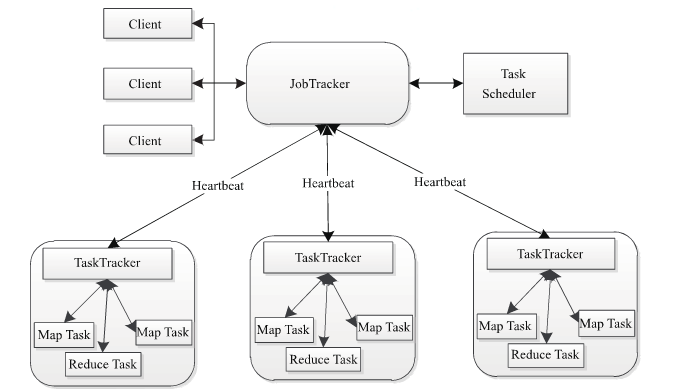 Client
Client
Client
JobTracker
Task
Scheduler
Heartbeat
Heartbeat
Heartbeat
TaskTracker
Map Task
Map Task
Reduce Task
TaskTracker
Map Task
Map Task
Reduce Task
TaskTracker
Map Task
Map Task
Reduce Task